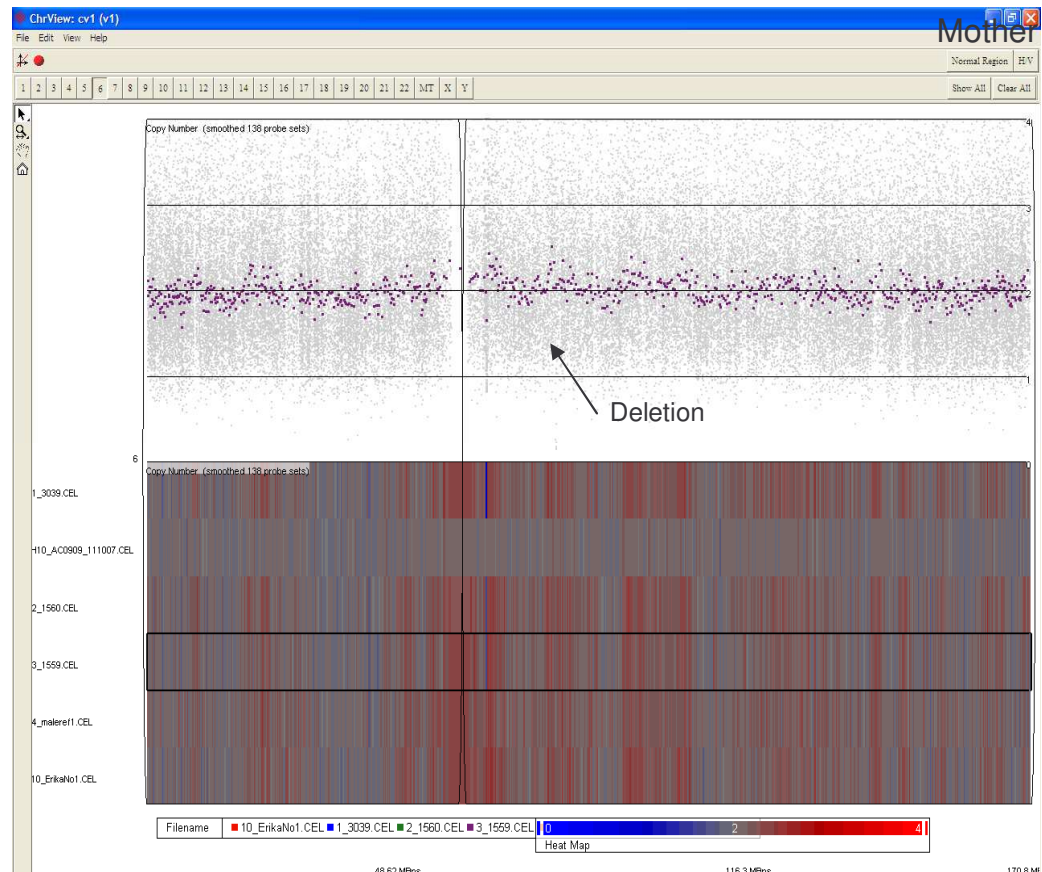 ChrView: cv1 (v1)
Mother
File Edit View Help
Normal Region H/V
1 2 3 4 5 6 7 8 9 10 11 12 13 14 15 16 17 18 19 20 21 22 MT X Y
Show All Clear All
Copy Number (smoothed 138 probe sets)
4
3
2
1
Deletion
6
0
Copy Number (smoothed 138 probe sets)
1_3039.CEL
H10_AC0909_111007.CEL
2_1560.CEL
3_1559.CEL
4_maleref1.CEL
10_ErikaNo1.CEL
Filename 10_ErikaNo1.CEL 1_3039.CEL 2_1560.CEL 3_1559.CEL
0 2 4
Heat Map
48.62 MBps 116.3 MBps 170.8